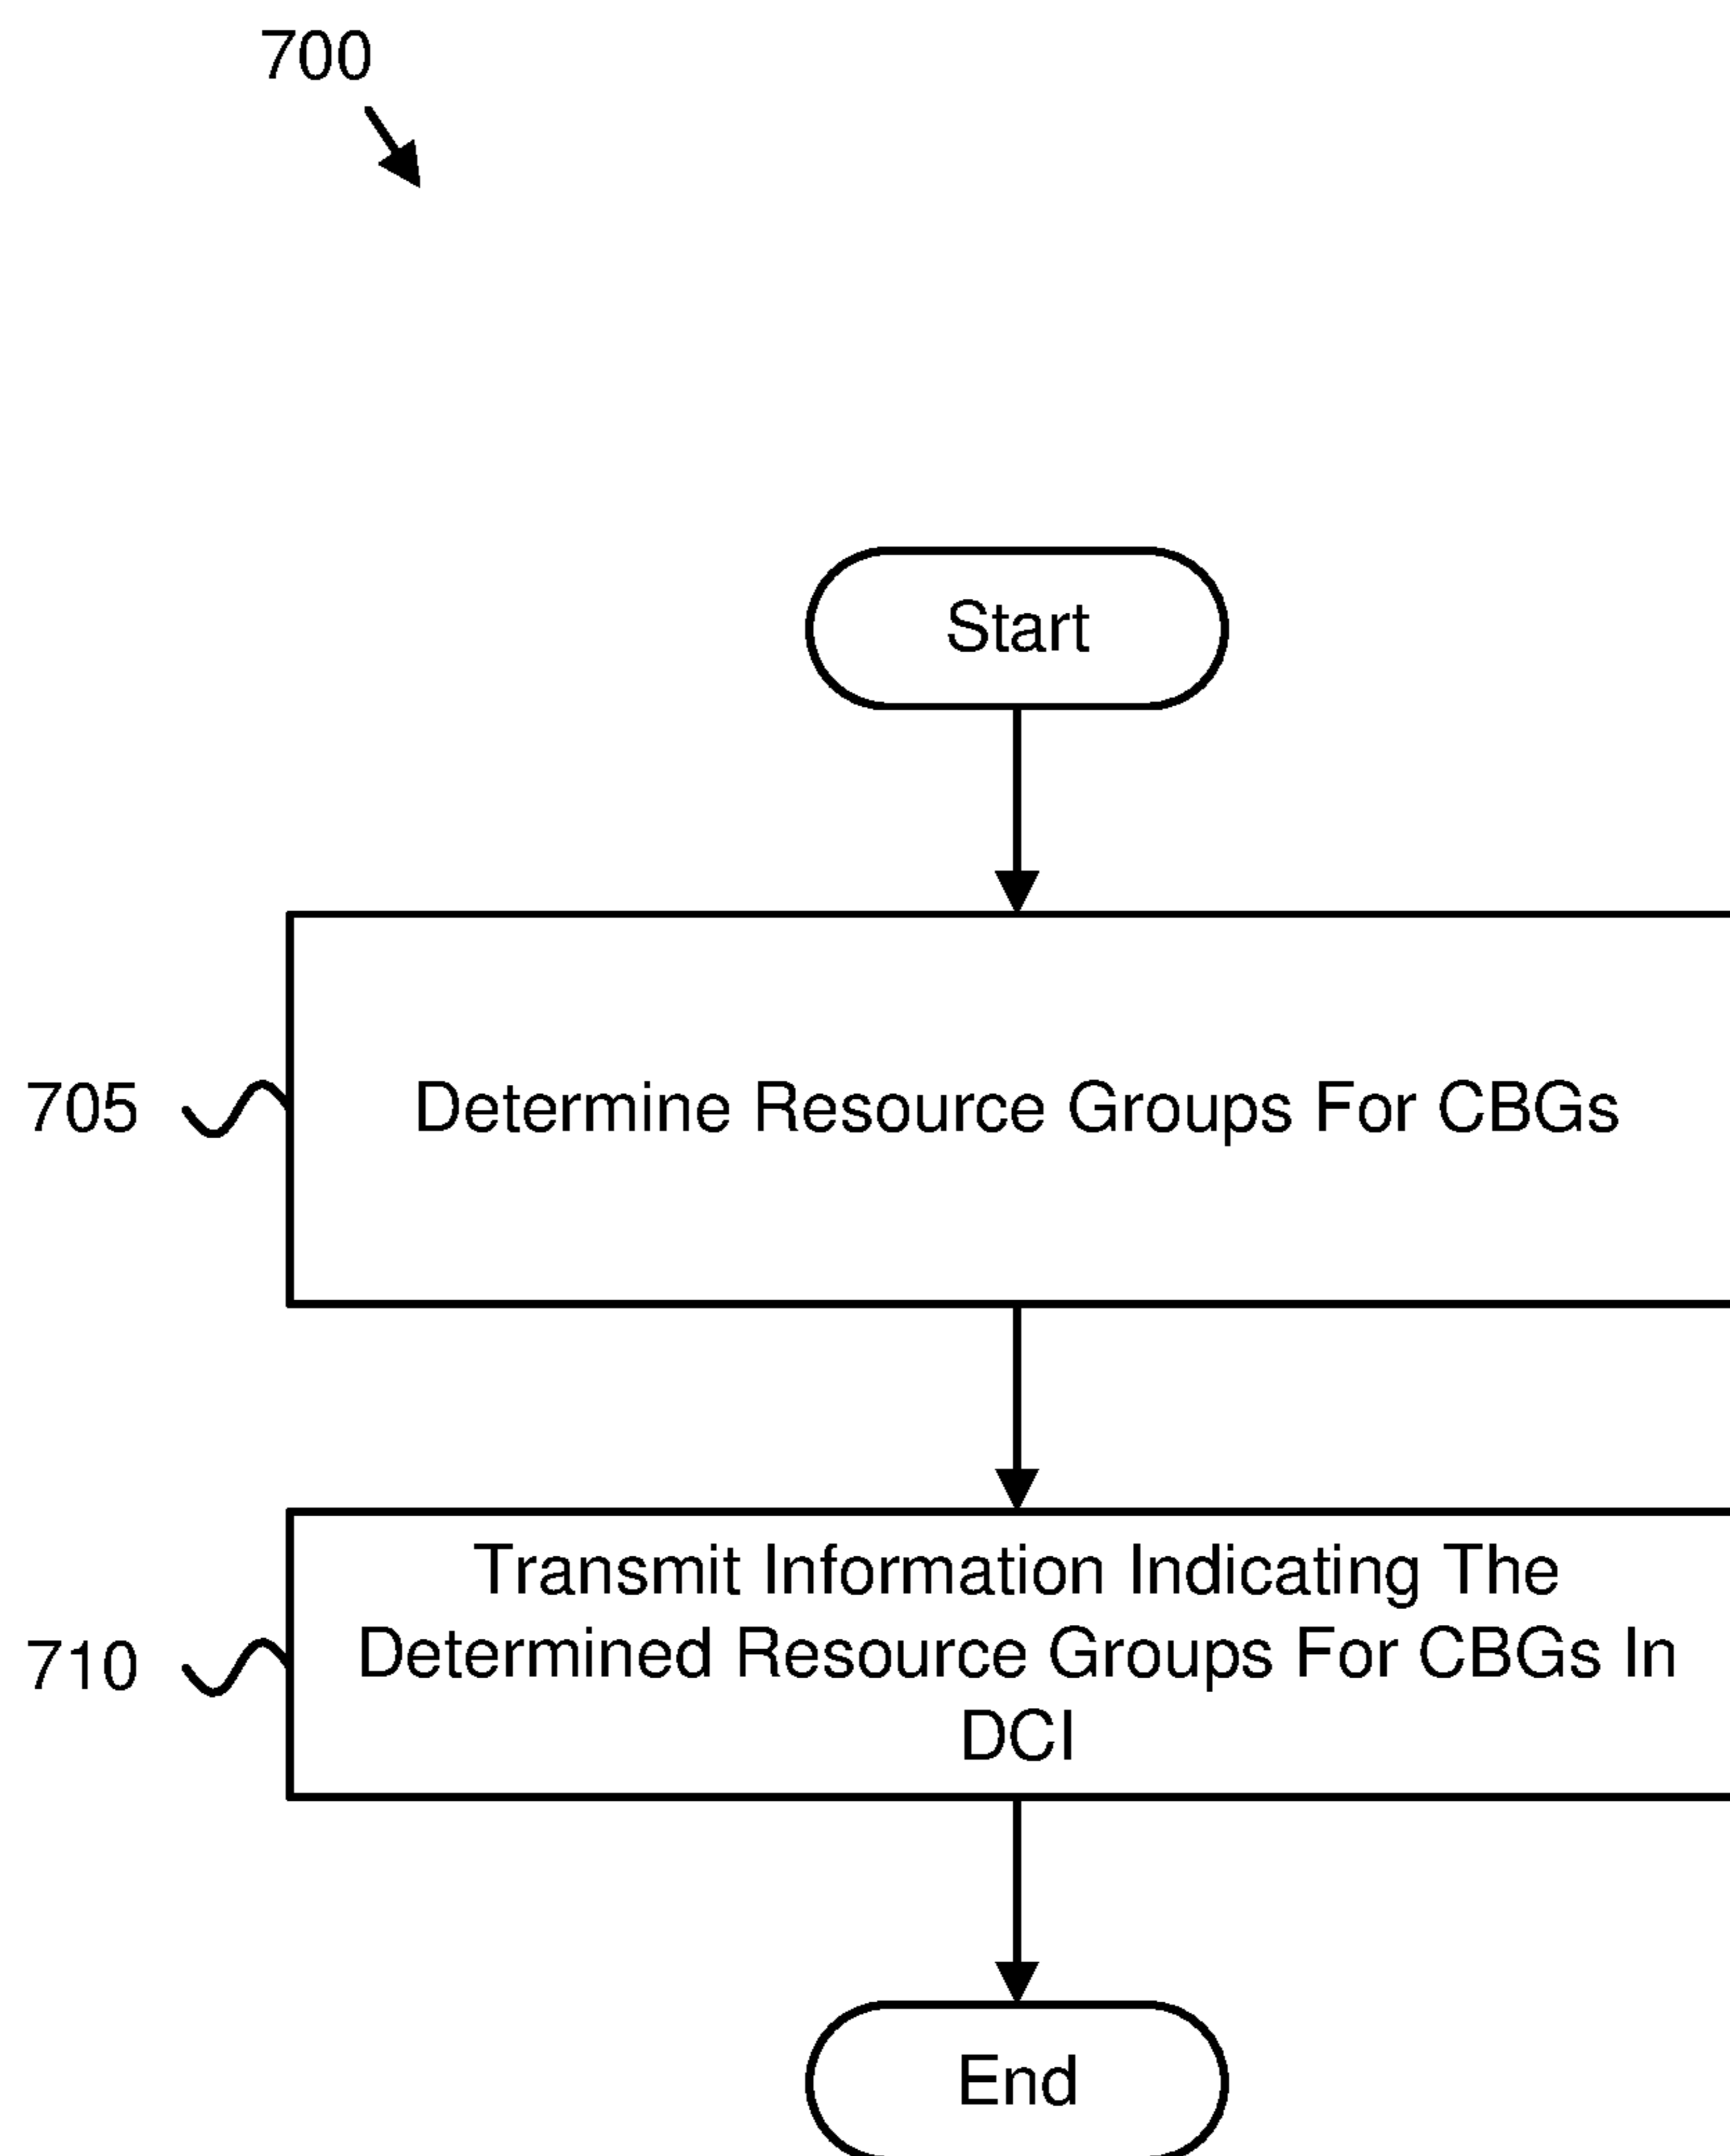 700
Start
705
Determine Resource Groups For CBGs
710
Transmit Information Indicating The
Determined Resource Groups For CBGs In
DCI
End